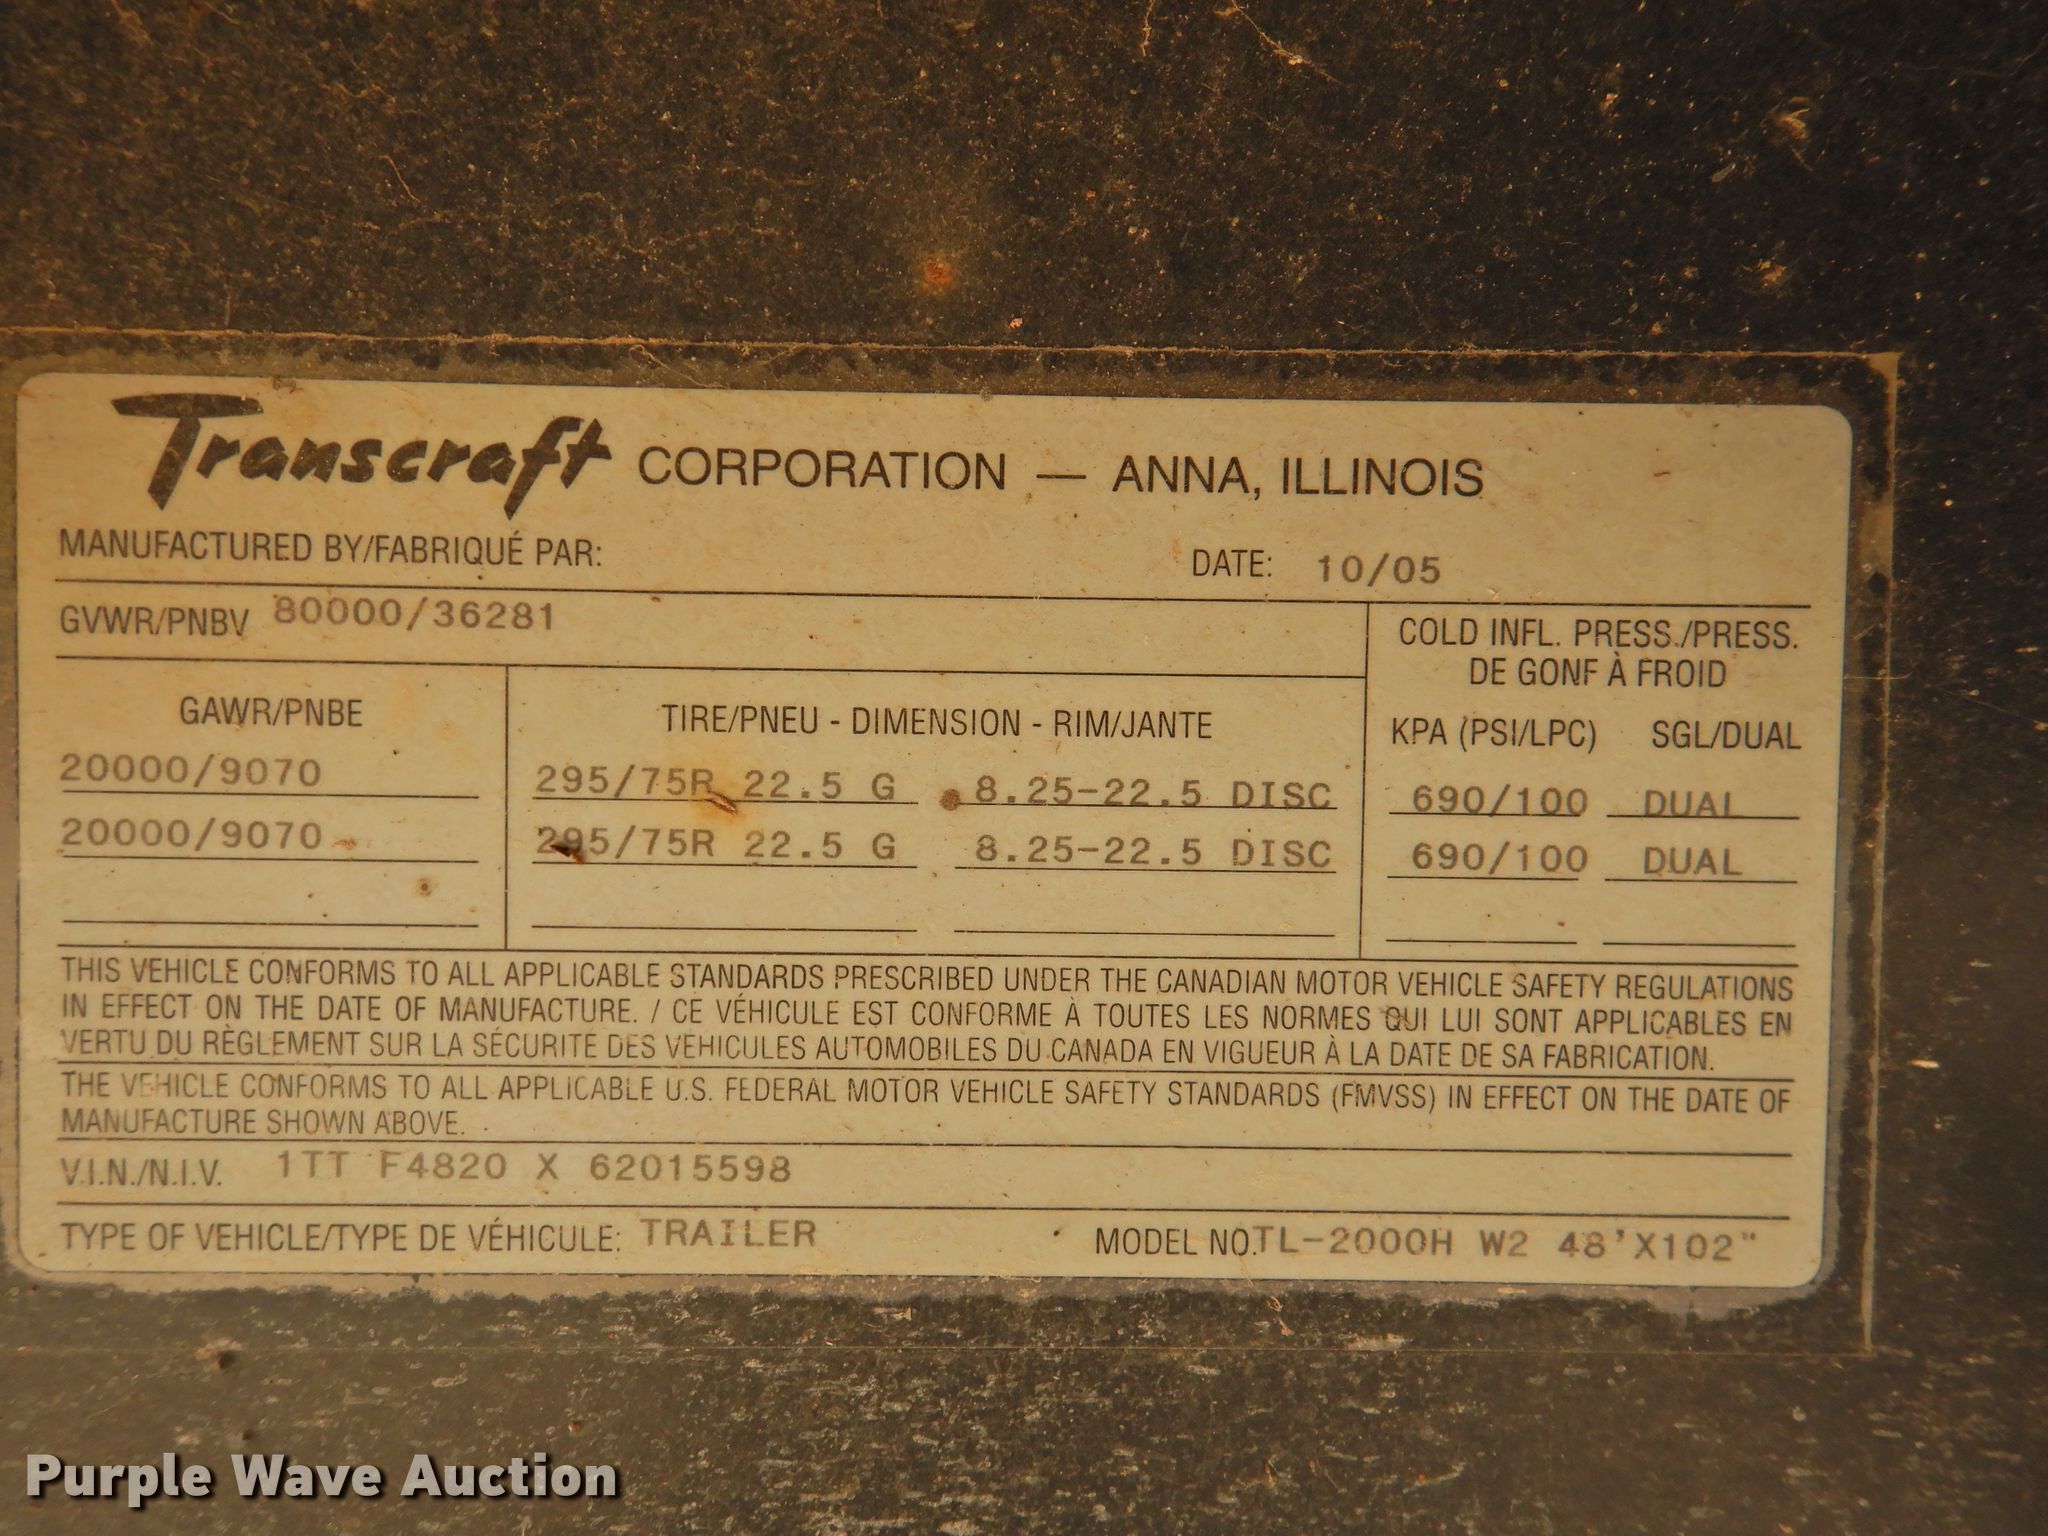 Transcraft CORPORATION — ANNA, ILLINOIS
MANUFACTURED BY/FABRIQUÉ PAR: DATE: 10/05
GVWR/PNBV 80000/36281
COLD INFL. PRESS./PRESS.
DE GONF À FROID
GAWR/PNBE TIRE/PNEU - DIMENSION - RIM/JANTE KPA (PSI/LPC) SGL/DUAL
20000/9070 295/75R 22.5 G 8.25-22.5 DISC 690/100 DUAL
20000/9070 295/75R 22.5 G 8.25-22.5 DISC 690/100 DUAL
THIS VEHICLE CONFORMS TO ALL APPLICABLE STANDARDS PRESCRIBED UNDER THE CANADIAN MOTOR VEHICLE SAFETY REGULATIONS
IN EFFECT ON THE DATE OF MANUFACTURE. / CE VÉHICULE EST CONFORME À TOUTES LES NORMES QUI LUI SONT APPLICABLES EN
VERTU DU RÈGLEMENT SUR LA SÉCURITE DES VEHICULES AUTOMOBILES DU CANADA EN VIGUEUR À LA DATE DE SA FABRICATION.
THE VEHICLE CONFORMS TO ALL APPLICABLE U.S. FEDERAL MOTOR VEHICLE SAFETY STANDARDS (FMVSS) IN EFFECT ON THE DATE OF
MANUFACTURE SHOWN ABOVE.
V.I.N./N.I.V. 1TT F4820 X 62015598
TYPE OF VEHICLE/TYPE DE VÉHICULE: TRAILER MODEL NO. TL-2000H W2 48'X102"
Purple Wave Auction